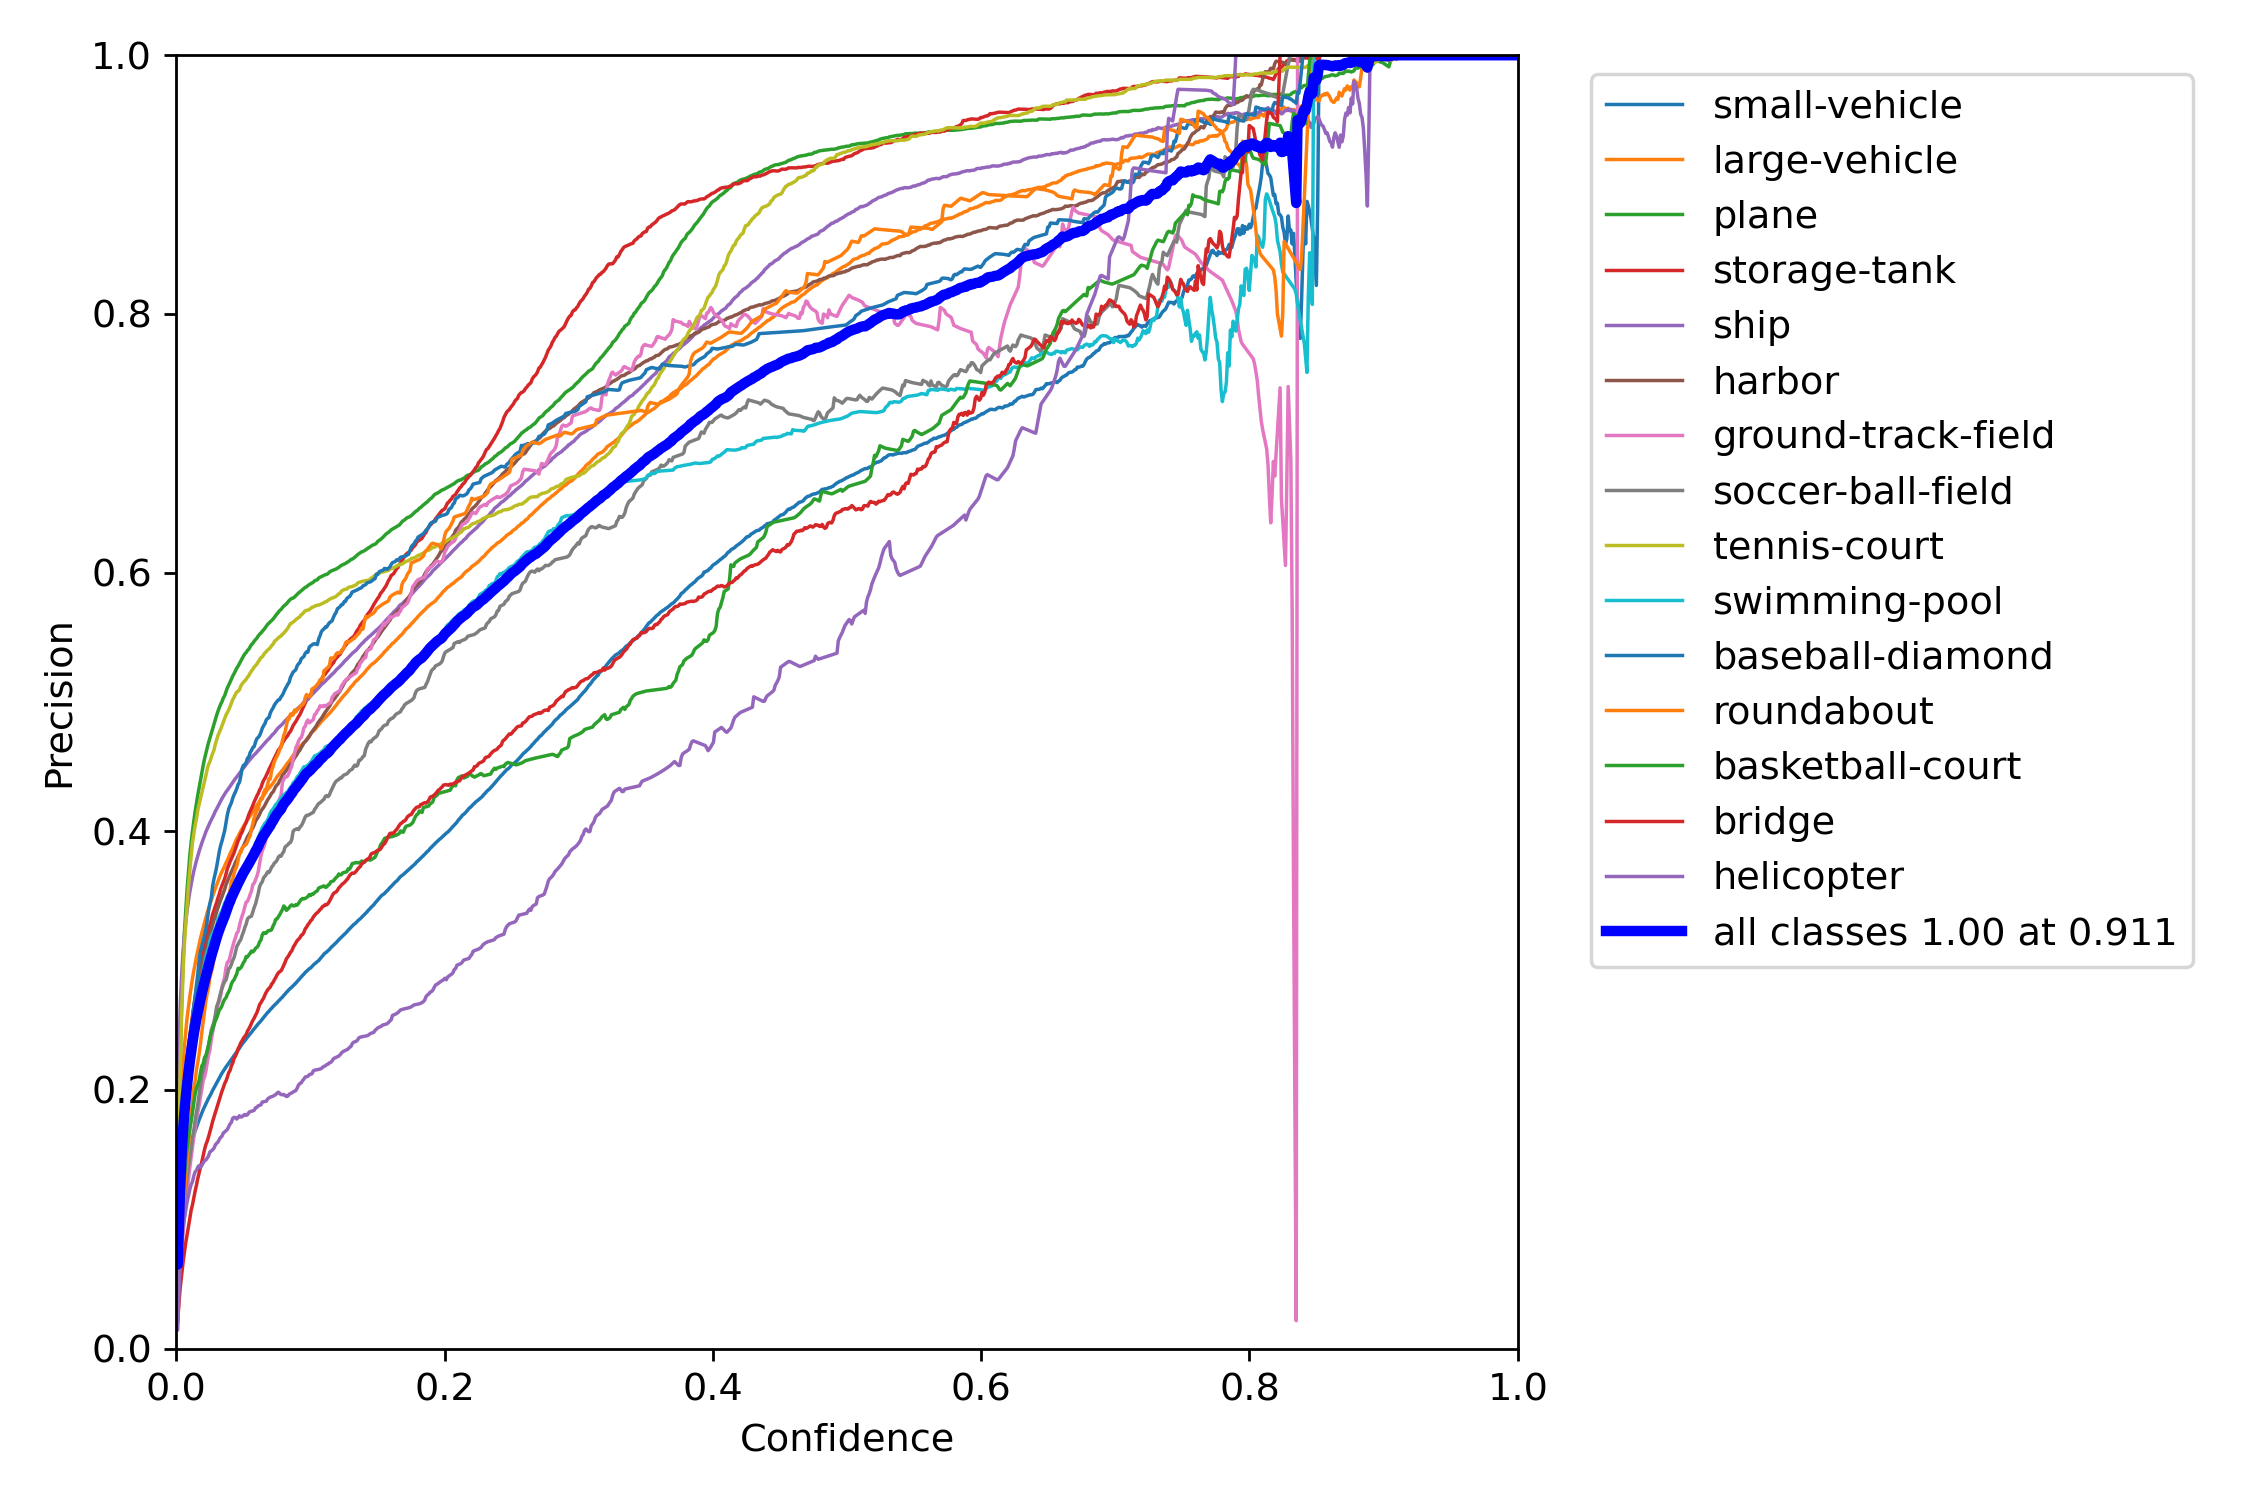 1.0
0.8
0.6
0.4
0.2
0.0
Precision
0.0 0.2 0.4 0.6 0.8 1.0
Confidence
small-vehicle
large-vehicle
plane
storage-tank
ship
harbor
ground-track-field
soccer-ball-field
tennis-court
swimming-pool
baseball-diamond
roundabout
basketball-court
bridge
helicopter
all classes 1.00 at 0.911